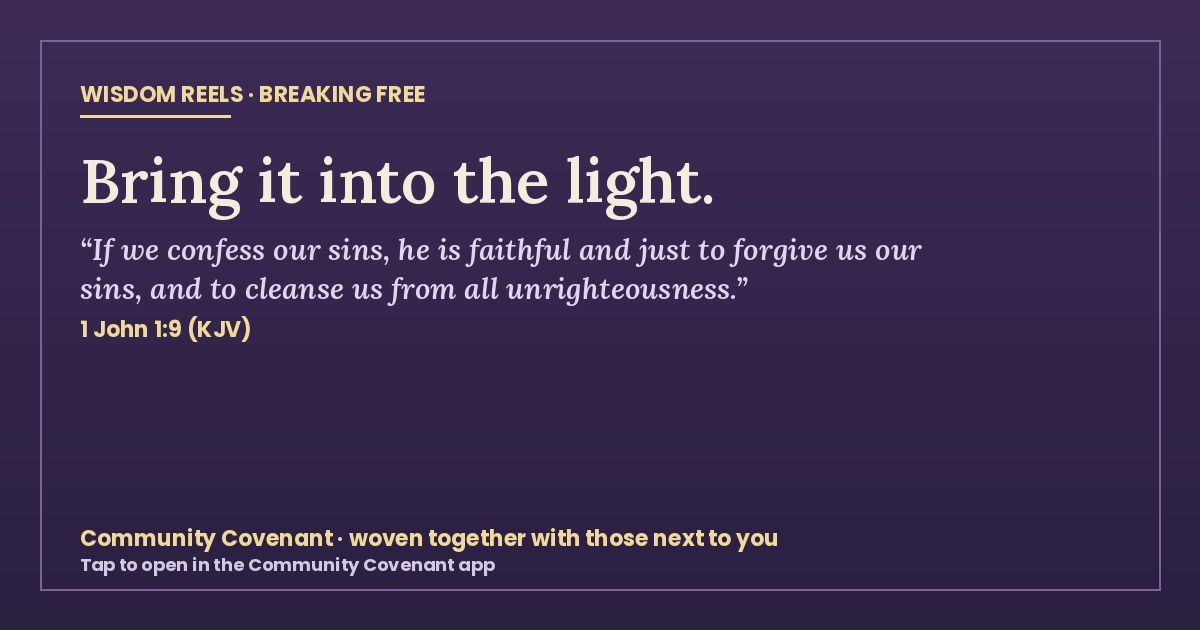 WISDOM REELS · BREAKING FREE
Bring it into the light.
“If we confess our sins, he is faithful and just to forgive us our
sins, and to cleanse us from all unrighteousness.”
1 John 1:9 (KJV)
Community Covenant · woven together with those next to you
Tap to open in the Community Covenant app